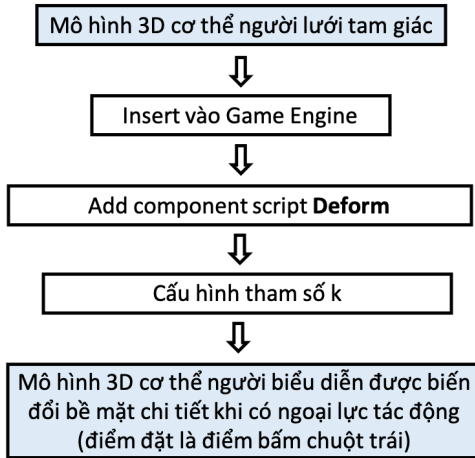 Mô hình 3D cơ thể người lưới tam giác
Insert vào Game Engine
Add component script Deform
Cấu hình tham số k
Mô hình 3D cơ thể người biểu diễn được biến
đổi bề mặt chi tiết khi có ngoại lực tác động
(điểm đặt là điểm bấm chuột trái)